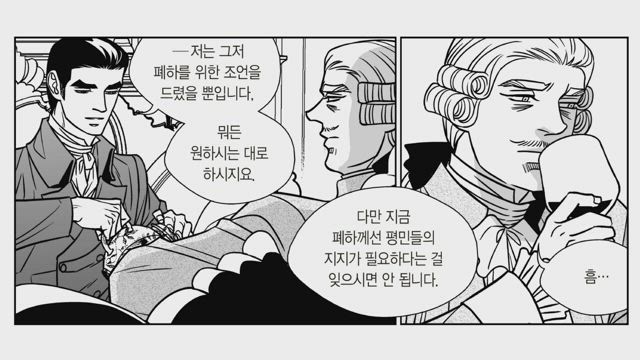 —저는 그저
폐하를 위한 조언을
드렸을 뿐입니다.
뭐든
원하시는 대로
하시지요.
다만 지금
폐하께선 평민들의
지지가 필요하다는 걸
잊으시면 안 됩니다.
흠…